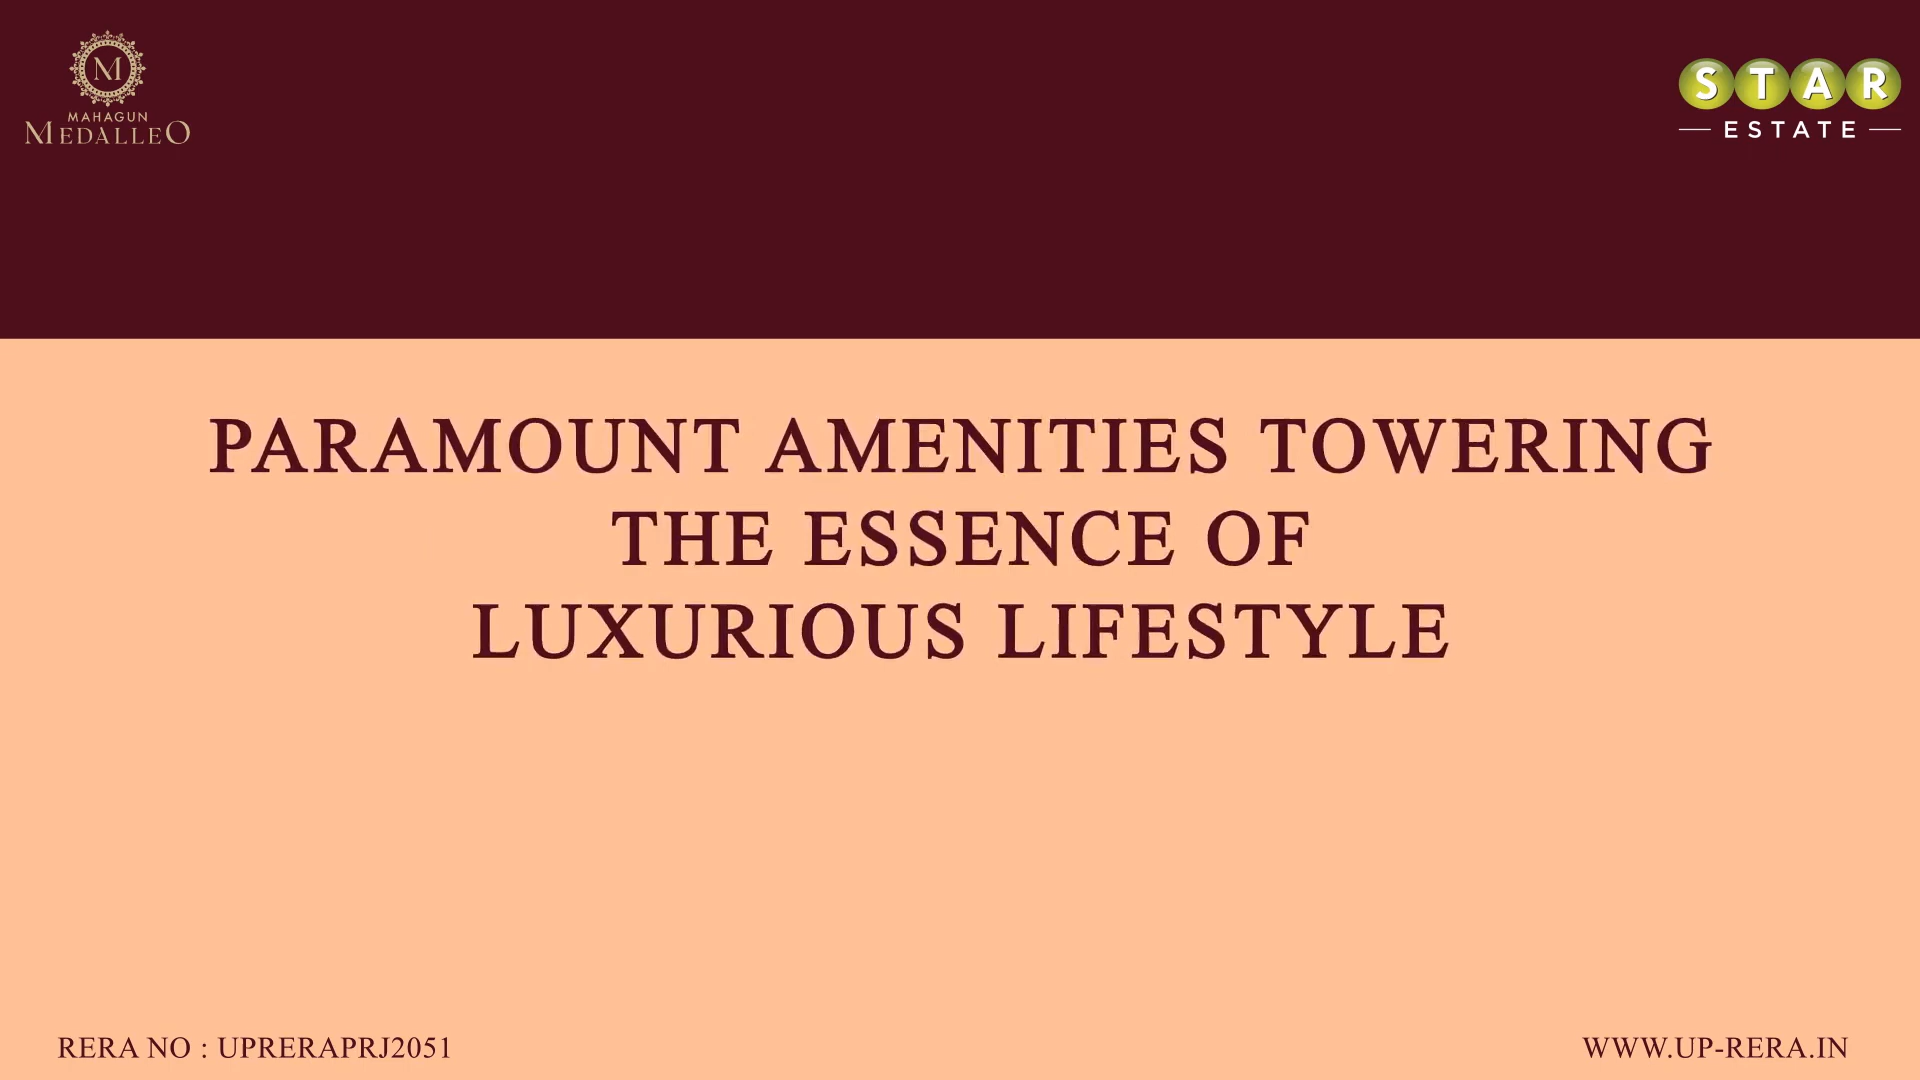 M
MAHAGUN
MEDALLEO
STAR
ESTATE
PARAMOUNT AMENITIES TOWERING
THE ESSENCE OF
LUXURIOUS LIFESTYLE
RERA NO : UPRERAPRJ2051
WWW.UP-RERA.IN